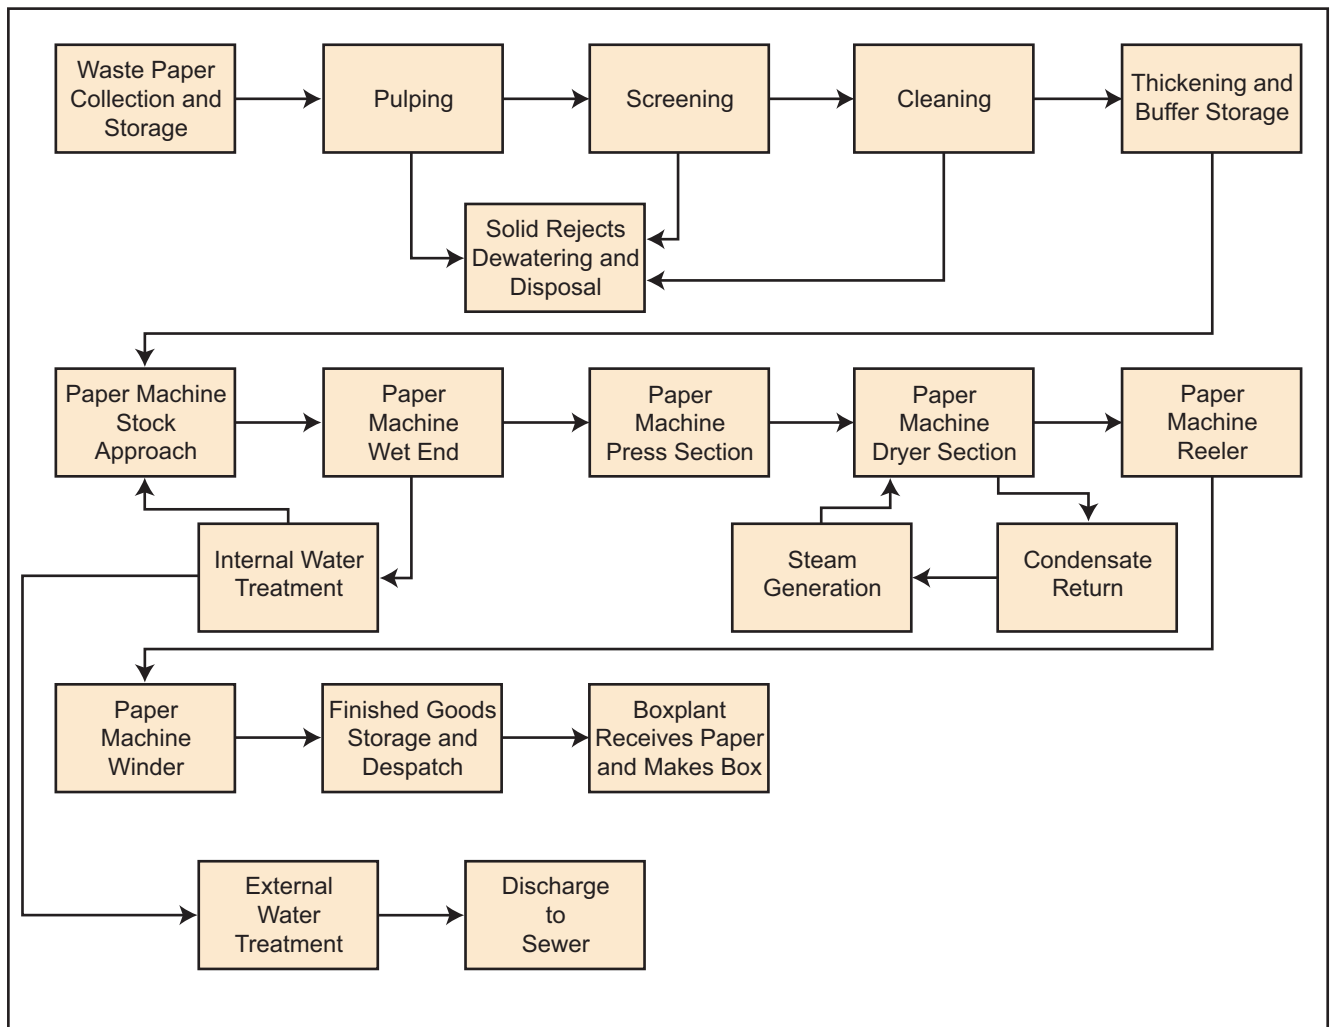 Waste Paper
Collection and
Storage
Pulping
Screening
Cleaning
Thickening and
Buffer Storage
Solid Rejects
Dewatering and
Disposal
Paper Machine
Stock
Approach
Paper
Machine
Wet End
Paper
Machine
Press Section
Paper
Machine
Dryer Section
Paper
Machine
Reeler
Internal Water
Treatment
Steam
Generation
Condensate
Return
Paper
Machine
Winder
Finished Goods
Storage and
Despatch
Boxplant
Receives Paper
and Makes Box
External
Water
Treatment
Discharge
to
Sewer